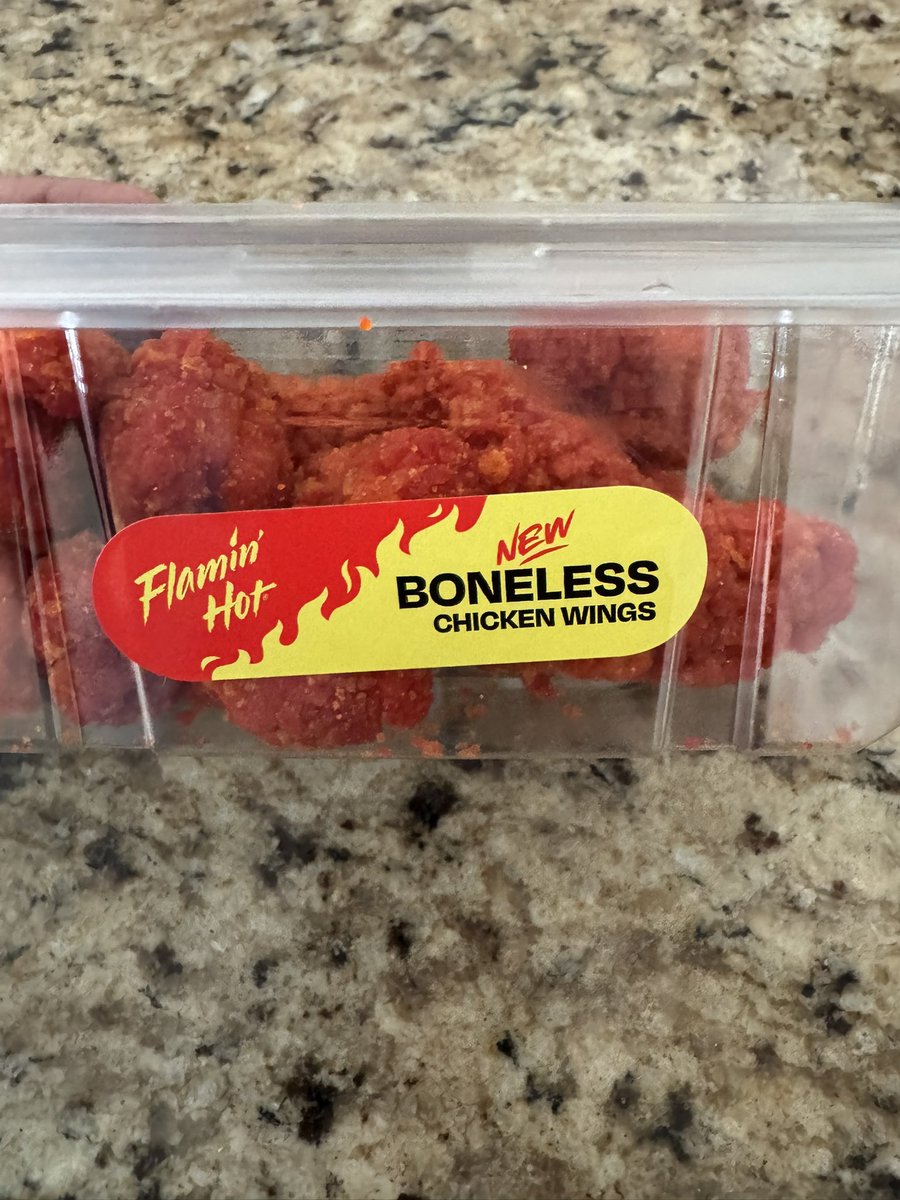 Flamin'
Hot
NEW
BONELESS
CHICKEN WINGS